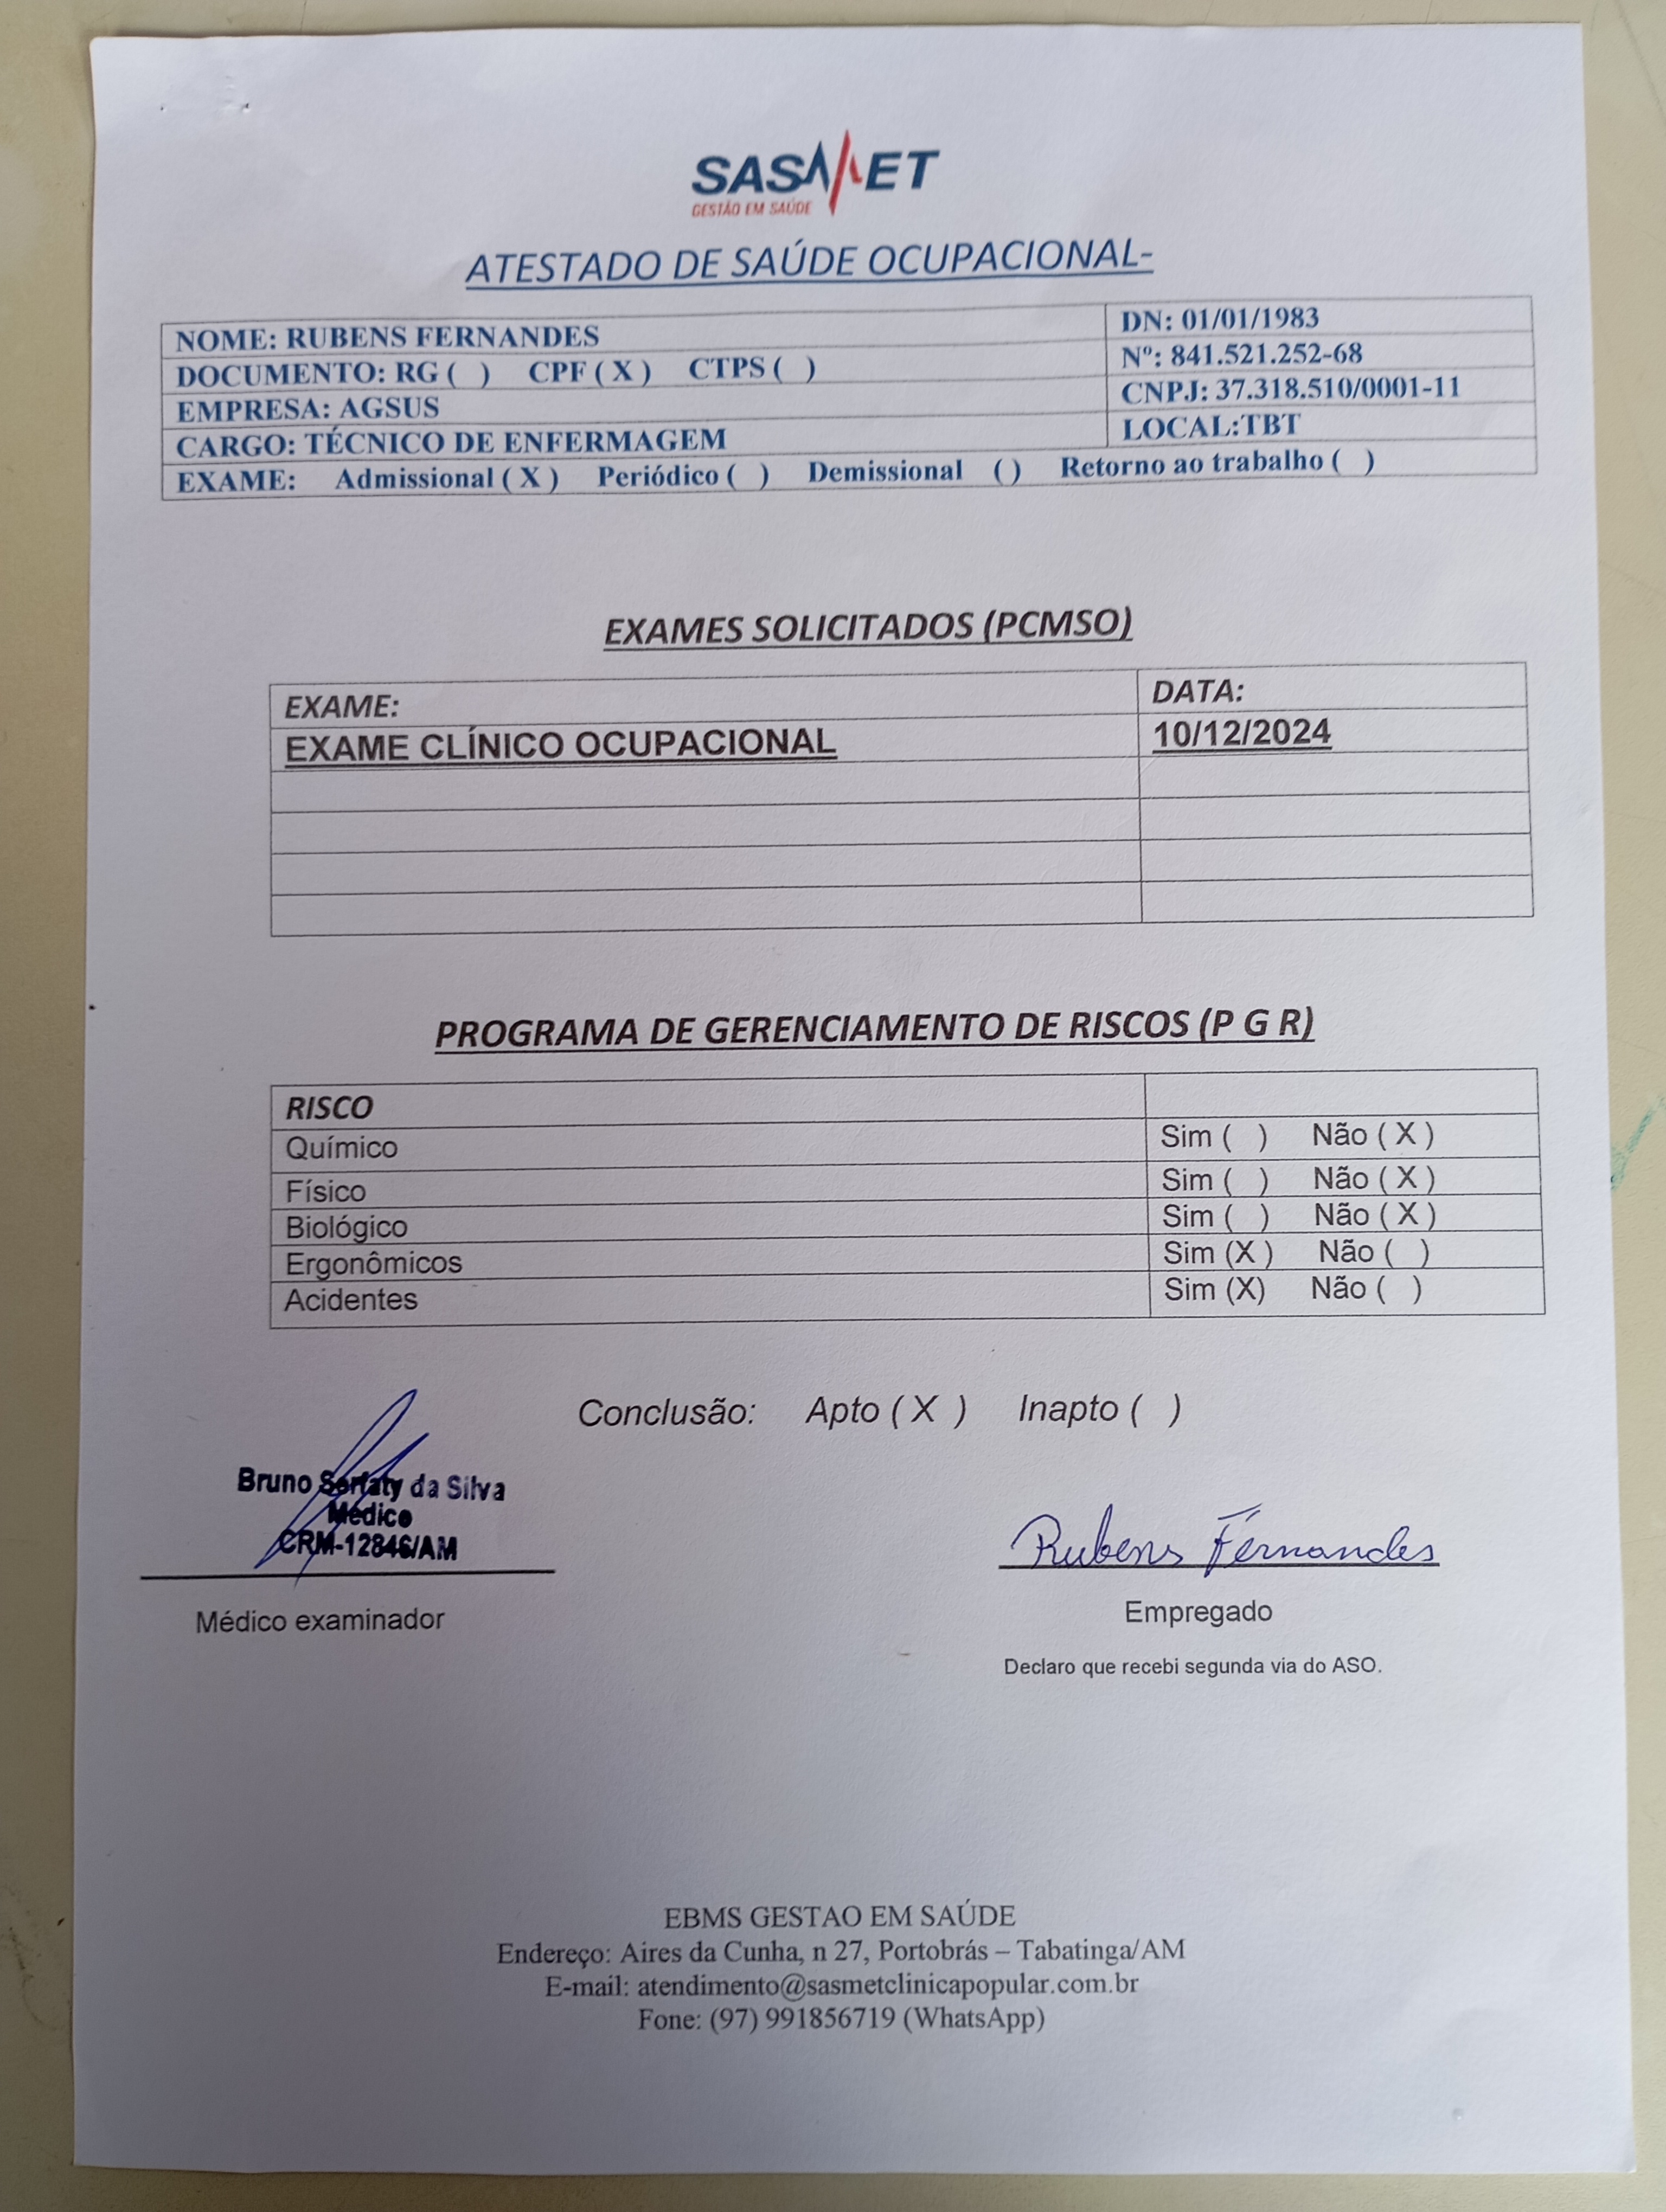 SASMET
GESTÃO EM SAÚDE
ATESTADO DE SAÚDE OCUPACIONAL-
NOME: RUBENS FERNANDES DN: 01/01/1983
DOCUMENTO: RG ( ) CPF ( X ) CTPS ( ) Nº: 841.521.252-68
EMPRESA: AGSUS CNPJ: 37.318.510/0001-11
CARGO: TÉCNICO DE ENFERMAGEM LOCAL:TBT
EXAME: Admissional ( X ) Periódico ( ) Demissional () Retorno ao trabalho ( )
EXAMES SOLICITADOS (PCMSO)
EXAME: DATA:
EXAME CLÍNICO OCUPACIONAL 10/12/2024
PROGRAMA DE GERENCIAMENTO DE RISCOS (P G R)
RISCO
Químico Sim ( ) Não ( X )
Físico Sim ( ) Não ( X )
Biológico Sim ( ) Não ( X )
Ergonômicos Sim (X ) Não ( )
Acidentes Sim (X) Não ( )
Conclusão: Apto ( X ) Inapto ( )
Bruno Serfaty da Silva
Médico
CRM-12846/AM
Rubens Fernandes
Médico examinador
Empregado
Declaro que recebi segunda via do ASO.
EBMS GESTAO EM SAÚDE
Endereço: Aires da Cunha, n 27, Portobrás – Tabatinga/AM
E-mail: atendimento@sasmetclinicapopular.com.br
Fone: (97) 991856719 (WhatsApp)